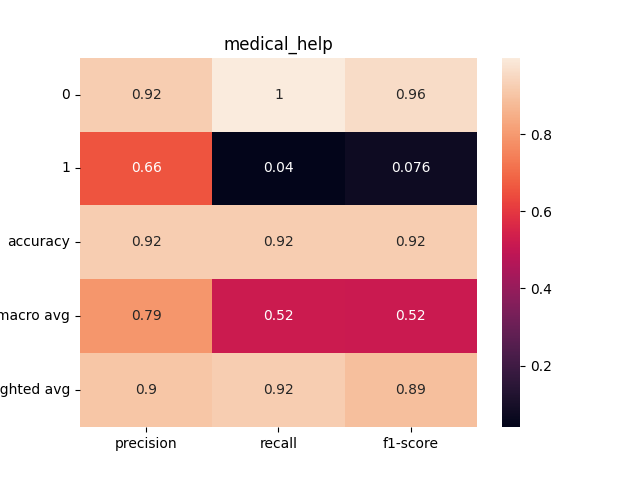 medical_help
0 0.92 1 0.96
1 0.66 0.04 0.076
accuracy 0.92 0.92 0.92
macro avg 0.79 0.52 0.52
ghted avg 0.9 0.92 0.89
precision recall f1-score
0.8
0.6
0.4
0.2